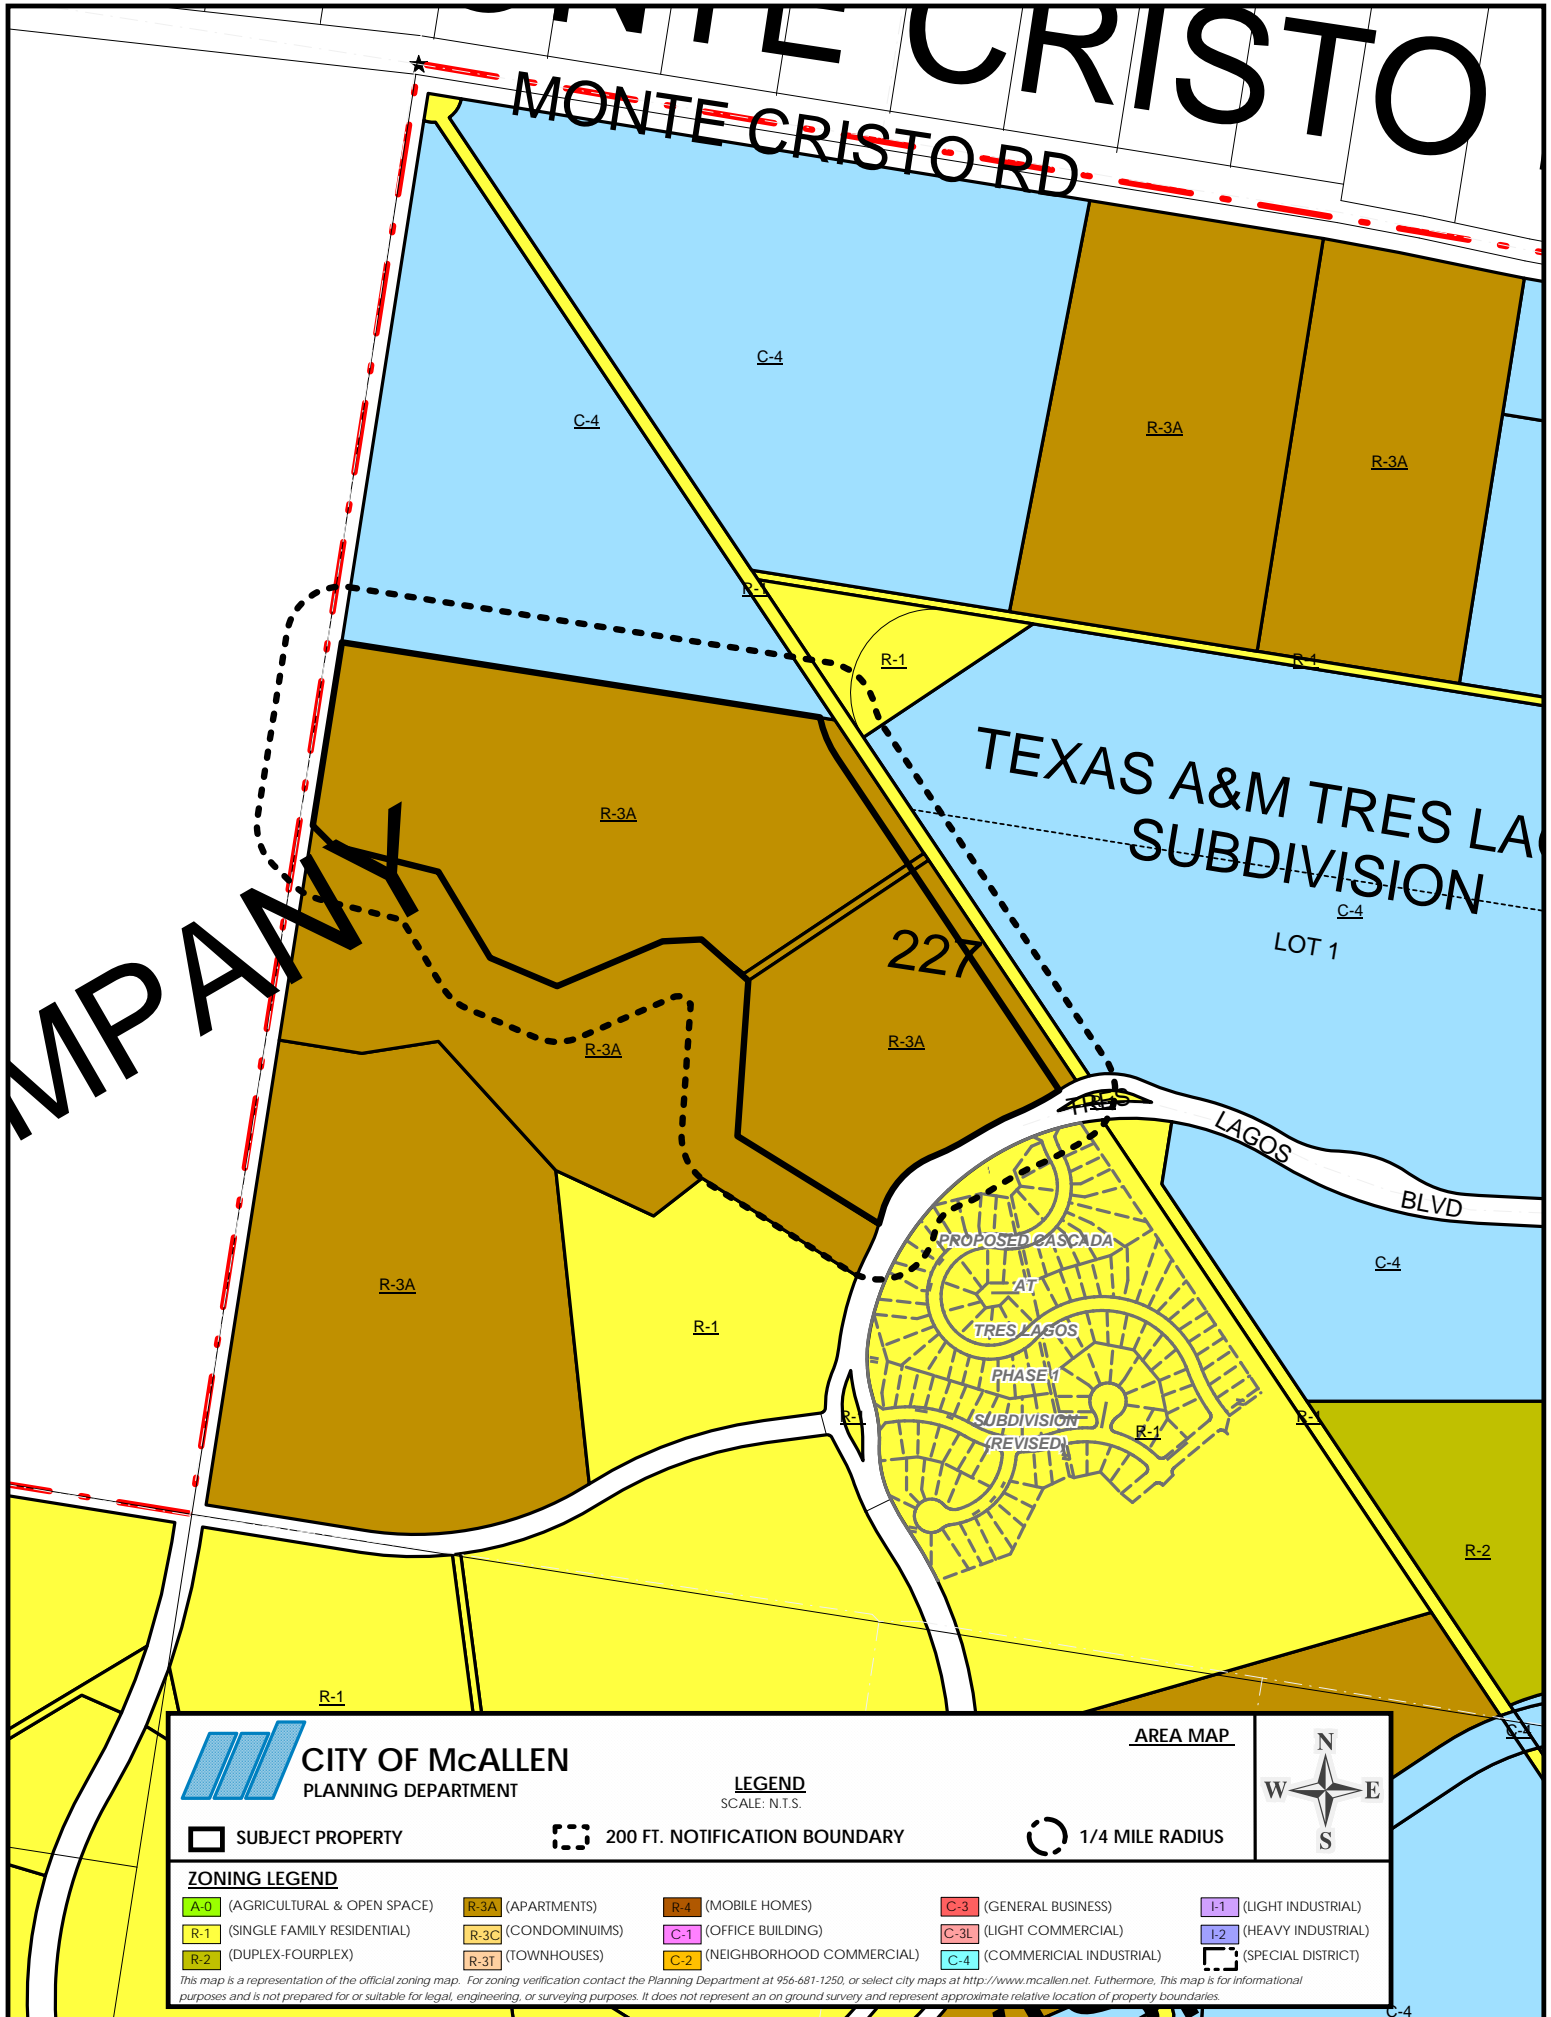 NTE CRISTO
MONTE CRISTO RD
C-4
C-4
R-3A
R-3A
R-1
R-1
R-1
TEXAS A&M TRES LAG
SUBDIVISION
R-3A
MPANY
227
C-4
LOT 1
R-3A
R-3A
TRES
LAGOS
BLVD
PROPOSED CASCADA
AT
TRES LAGOS
PHASE 1
SUBDIVISION
(REVISED)
C-4
R-3A
R-1
R-1
R-1
R-1
R-2
R-1
C-4
CITY OF McALLEN
PLANNING DEPARTMENT
AREA MAP
LEGEND
SCALE: N.T.S.
N
W E
S
SUBJECT PROPERTY
200 FT. NOTIFICATION BOUNDARY
1/4 MILE RADIUS
ZONING LEGEND
A-0 (AGRICULTURAL & OPEN SPACE) R-3A (APARTMENTS) R-4 (MOBILE HOMES) C-3 (GENERAL BUSINESS) I-1 (LIGHT INDUSTRIAL)
R-1 (SINGLE FAMILY RESIDENTIAL) R-3C (CONDOMINUIMS) C-1 (OFFICE BUILDING) C-3L (LIGHT COMMERCIAL) I-2 (HEAVY INDUSTRIAL)
R-2 (DUPLEX-FOURPLEX) R-3T (TOWNHOUSES) C-2 (NEIGHBORHOOD COMMERCIAL) C-4 (COMMERICIAL INDUSTRIAL) (SPECIAL DISTRICT)
This map is a representation of the official zoning map. For zoning verification contact the Planning Department at 956-681-1250, or select city maps at http://www.mcallen.net. Futhermore, This map is for informational
purposes and is not prepared for or suitable for legal, engineering, or surveying purposes. It does not represent an on ground survey and represent approximate relative location of property boundaries.
C-4